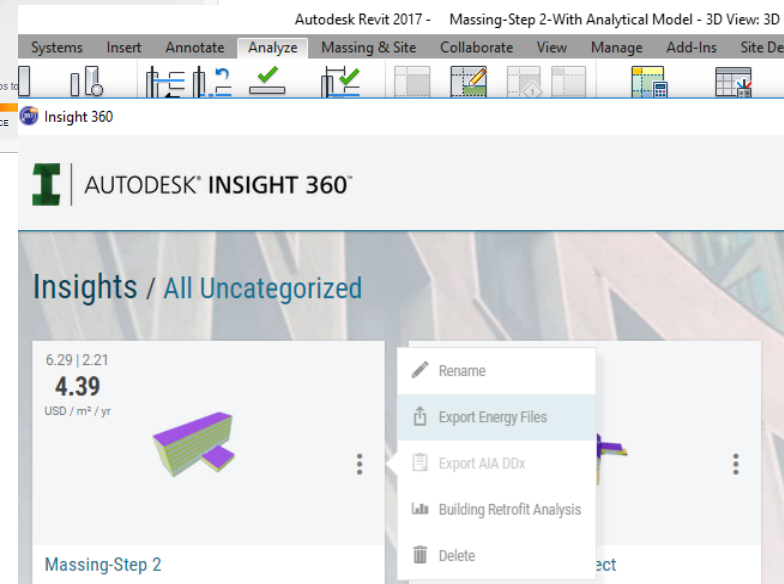 Autodesk Revit 2017 - Massing-Step 2-With Analytical Model - 3D View: 3D
Systems Insert Annotate Analyze Massing & Site Collaborate View Manage Add-Ins Site De
ps to
CE
Insight 360
AUTODESK® INSIGHT 360™
Insights / All Uncategorized
6.29 | 2.21
4.39
USD / m² / yr
Rename
Export Energy Files
Export AIA DDx
Building Retrofit Analysis
Delete
Massing-Step 2
ect